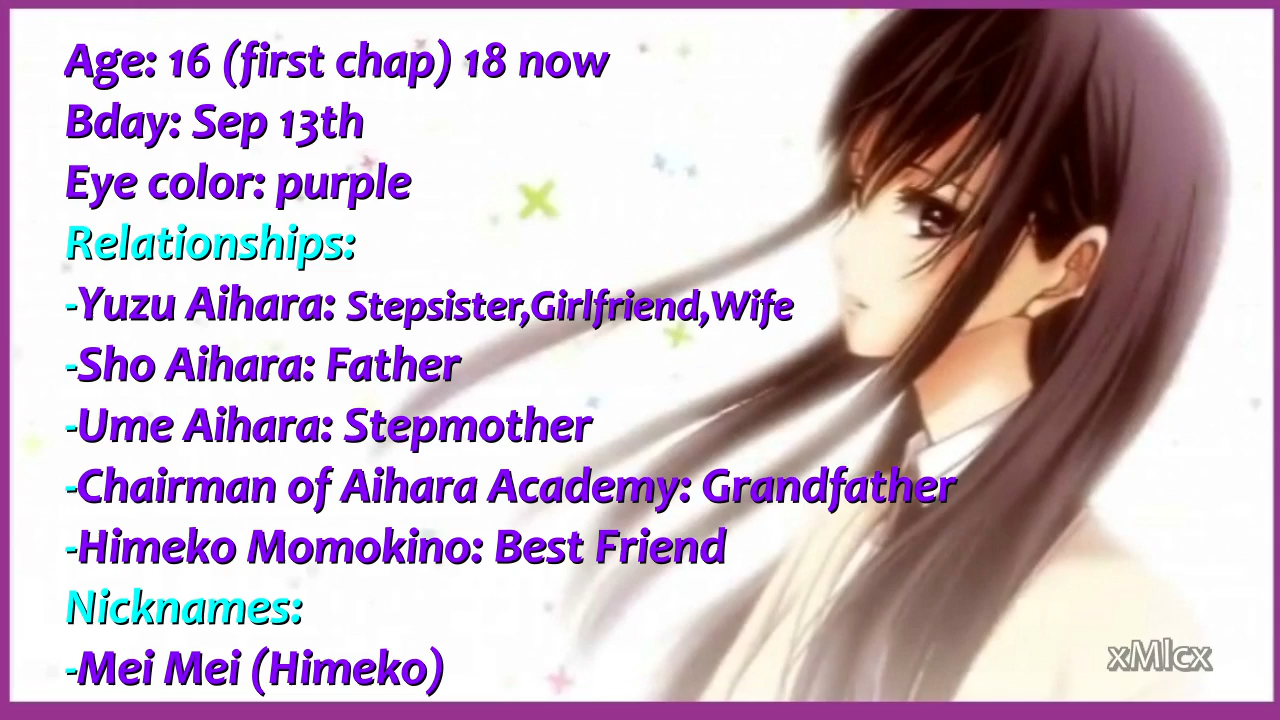 Age: 16 (first chap) 18 now
Bday: Sep 13th
Eye color: purple
Relationships:
-Yuzu Aihara: Stepsister,Girlfriend,Wife
-Sho Aihara: Father
-Ume Aihara: Stepmother
-Chairman of Aihara Academy: Grandfather
-Himeko Momokino: Best Friend
Nicknames:
-Mei Mei (Himeko)
xMlcx